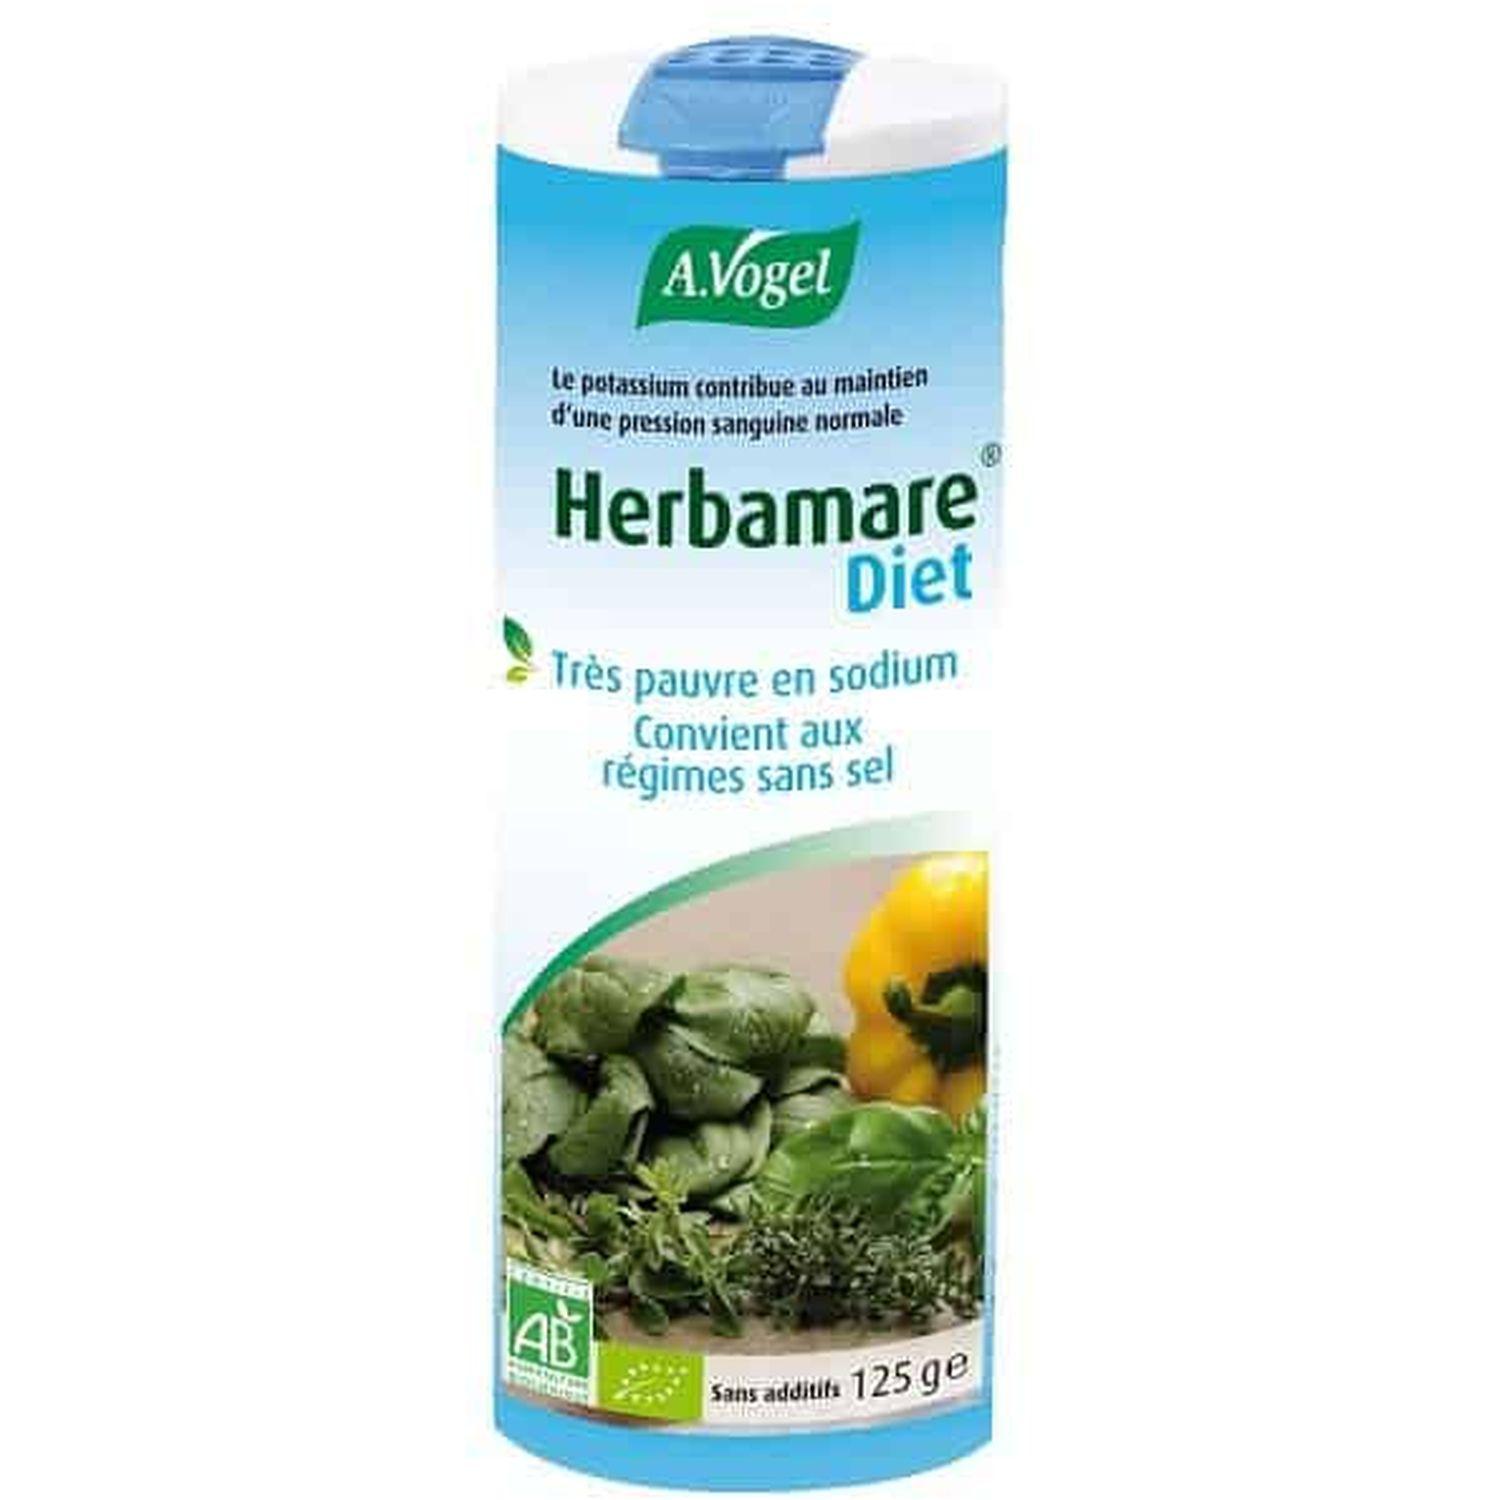 A.Vogel
Le potassium contribue au maintien
d'une pression sanguine normale
Herbamare®
Diet
Très pauvre en sodium
Convient aux
régimes sans sel
AB
Sans additifs 125 g e